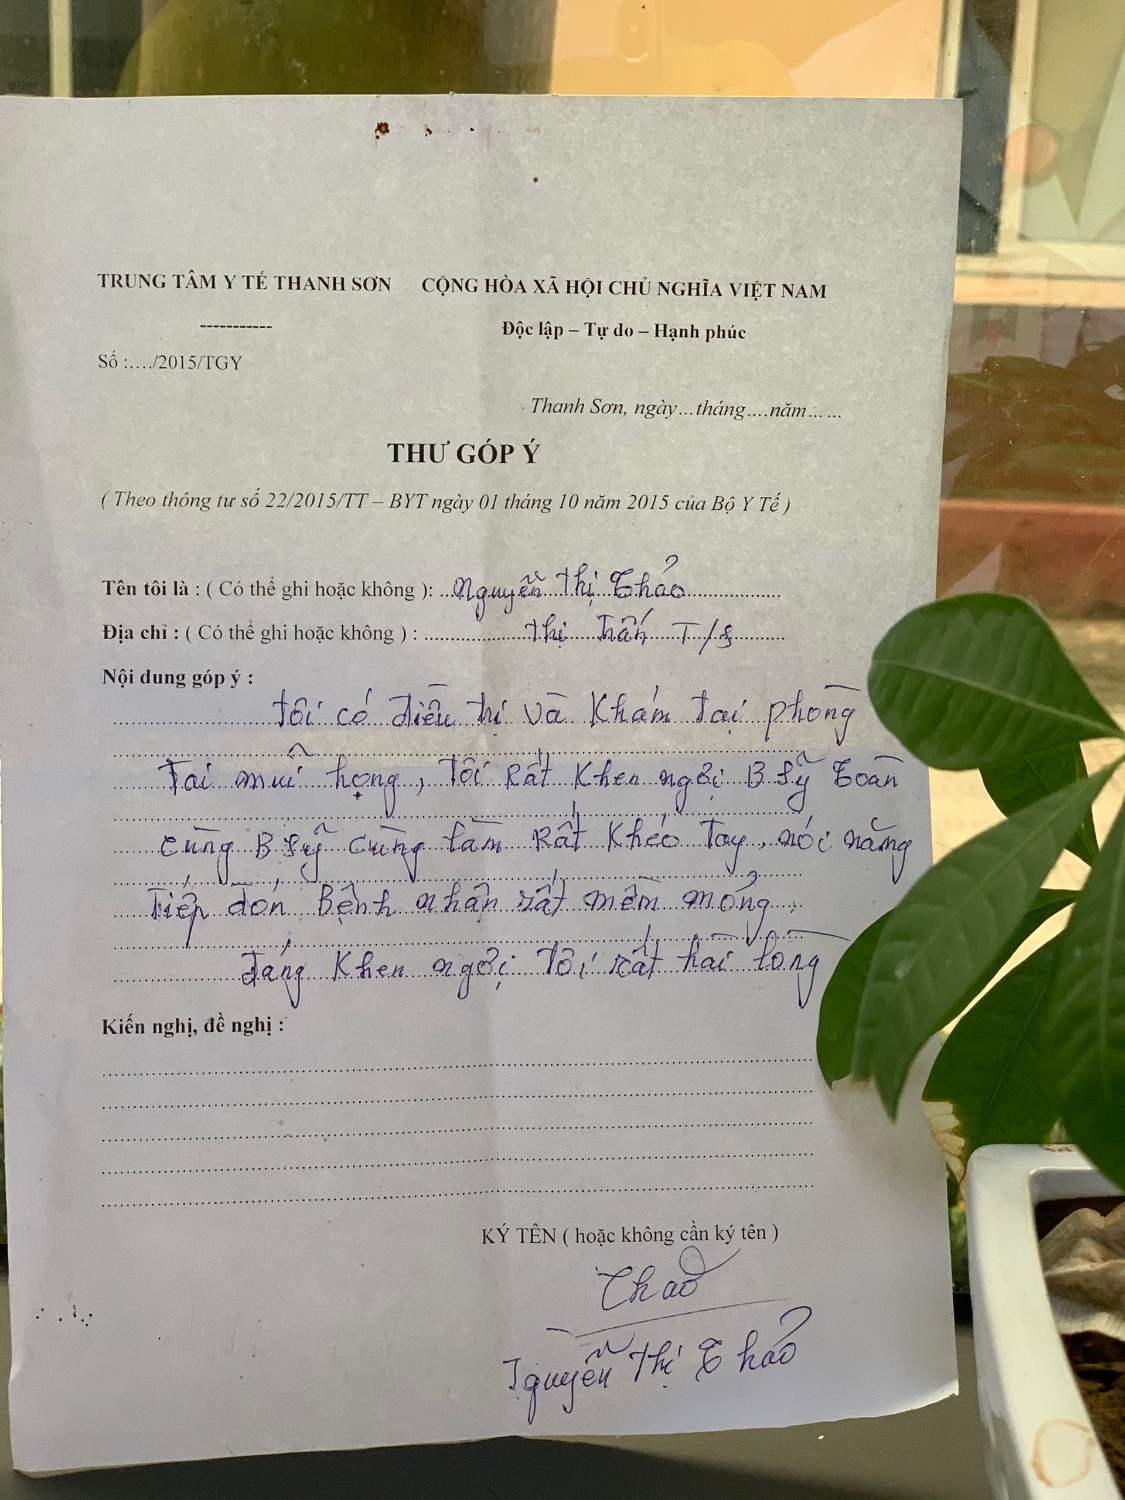 TRUNG TÂM Y TẾ THANH SƠN
CỘNG HÒA XÃ HỘI CHỦ NGHĨA VIỆT NAM
-----------
Độc lập – Tự do – Hạnh phúc
Số :…./2015/TGY
Thanh Sơn, ngày…tháng….năm……
THƯ GÓP Ý
( Theo thông tư số 22/2015/TT – BYT ngày 01 tháng 10 năm 2015 của Bộ Y Tế )
Tên tôi là : ( Có thể ghi hoặc không ): Nguyễn Thị Thảo
Địa chỉ : ( Có thể ghi hoặc không ) : Thị Trấn T/S
Nội dung góp ý :
Tôi có điều trị và Khám tại phòng
Tai muĩ họng, Tôi Rất Khen ngợi B sỹ Toàn
cùng B sỹ Cùng làm Rất Khéo Tay, nói năng
Tiếp đón Bệnh nhân rất mềm mỏng,
đáng Khen ngợi Tôi rất hài lòng
Kiến nghị, đề nghị :
KÝ TÊN ( hoặc không cần ký tên )
Thảo
Nguyễn Thị Thảo